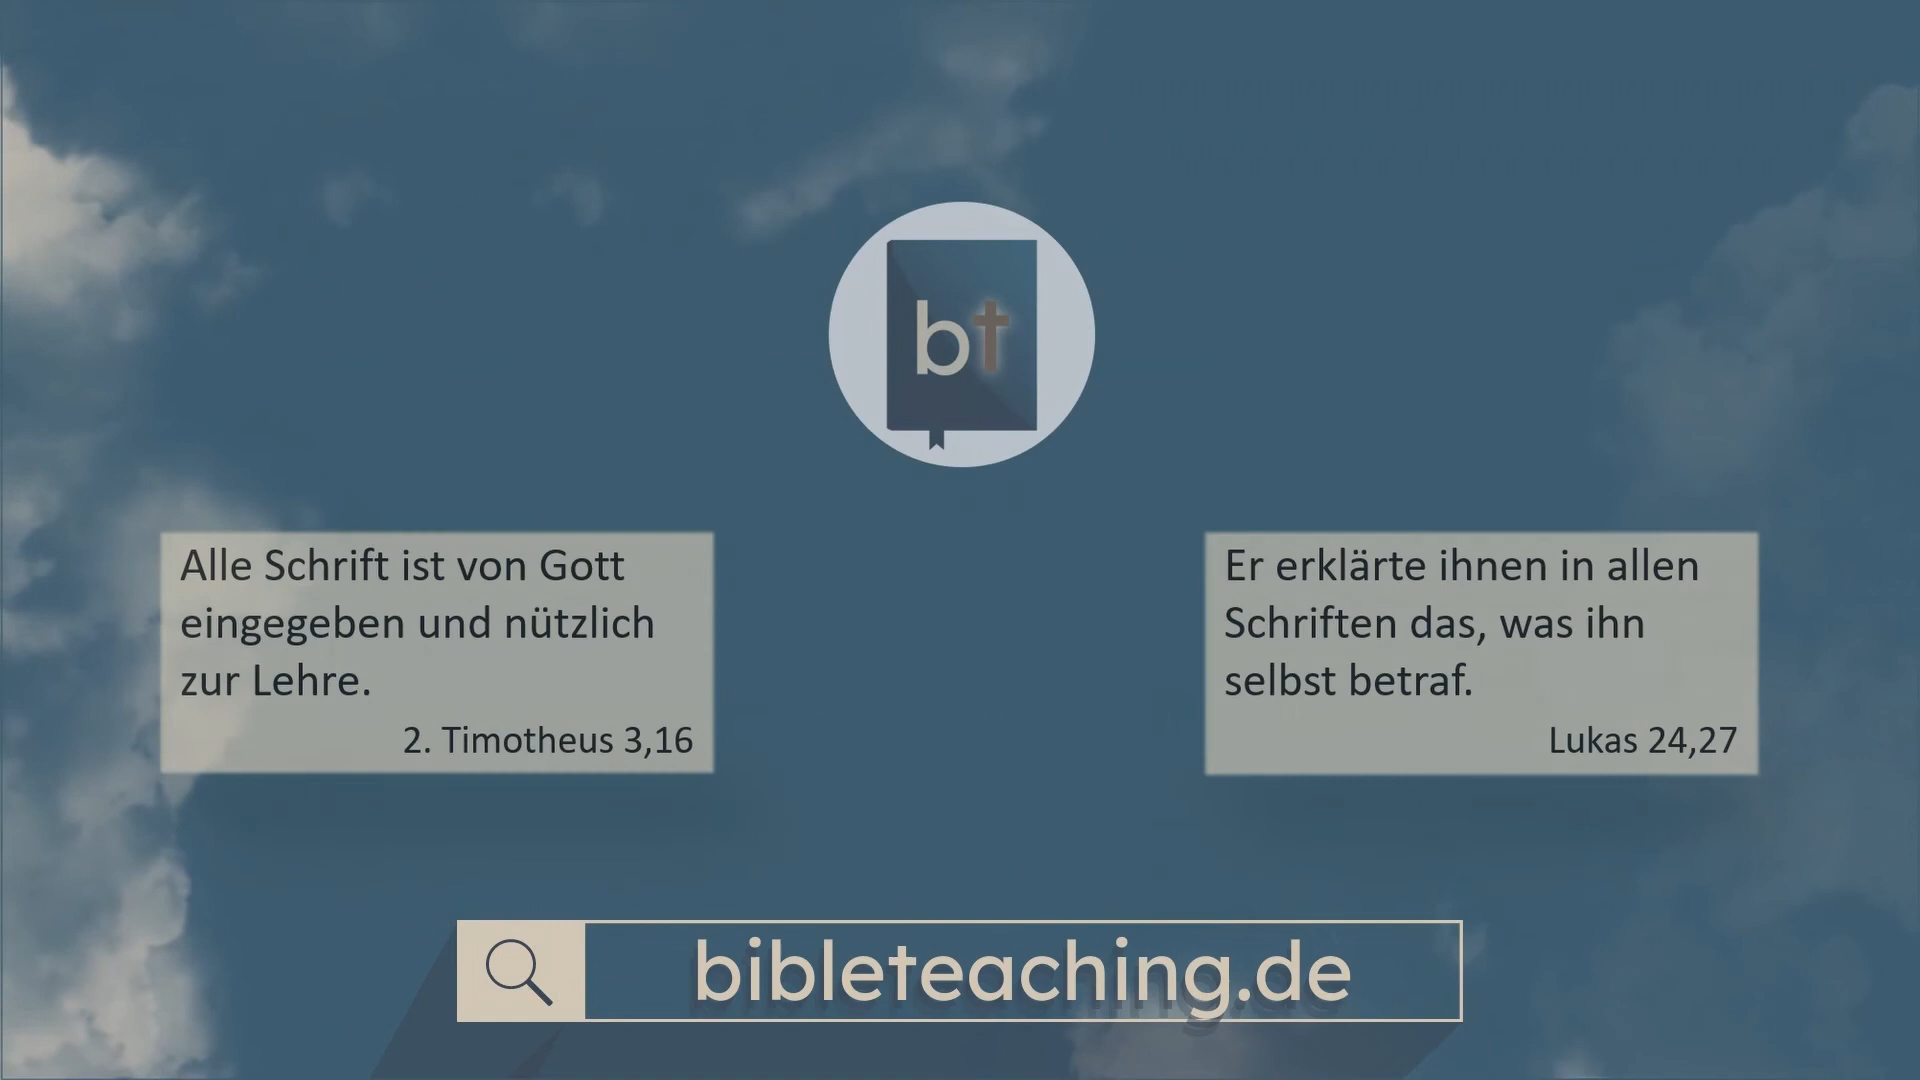 bt
Alle Schrift ist von Gott
eingegeben und nützlich
zur Lehre.
2. Timotheus 3,16
Er erklärte ihnen in allen
Schriften das, was ihn
selbst betraf.
Lukas 24,27
bibleteaching.de